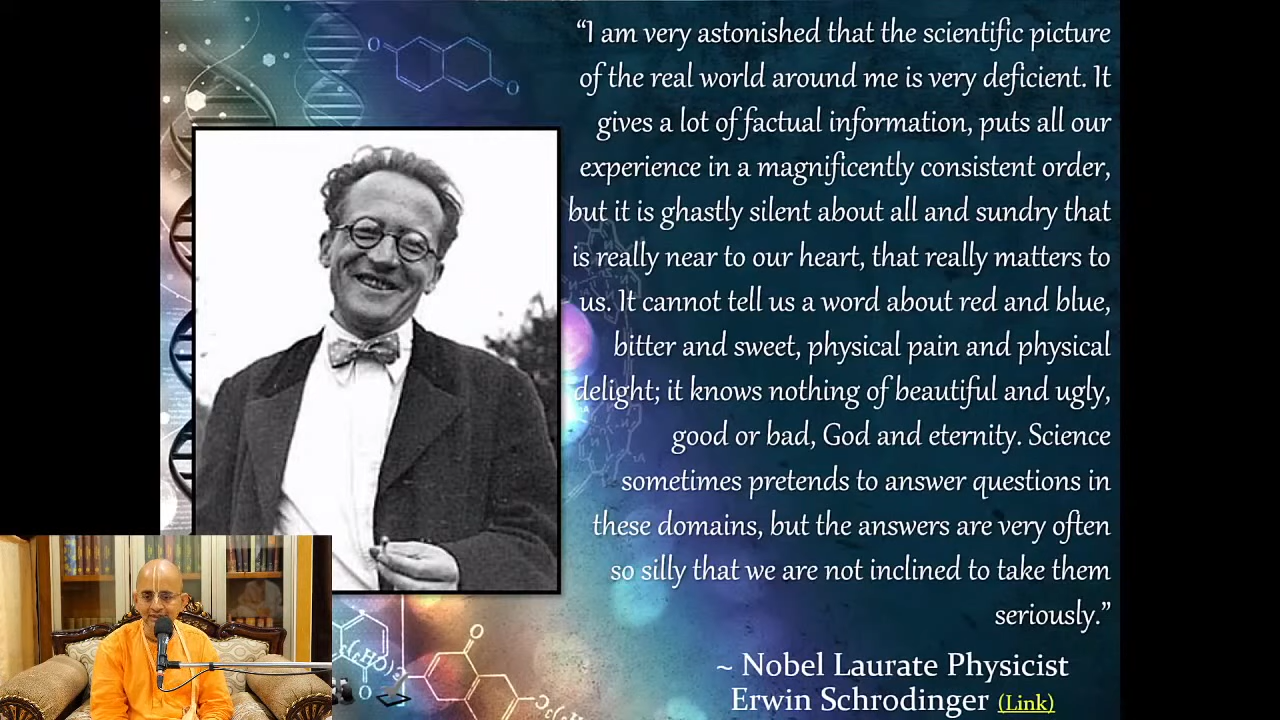 “I am very astonished that the scientific picture
of the real world around me is very deficient. It
gives a lot of factual information, puts all our
experience in a magnificently consistent order,
but it is ghastly silent about all and sundry that
is really near to our heart, that really matters to
us. It cannot tell us a word about red and blue,
bitter and sweet, physical pain and physical
delight; it knows nothing of beautiful and ugly,
good or bad, God and eternity. Science
sometimes pretends to answer questions in
these domains, but the answers are very often
so silly that we are not inclined to take them
seriously.”
~ Nobel Laurate Physicist
Erwin Schrodinger (Link)